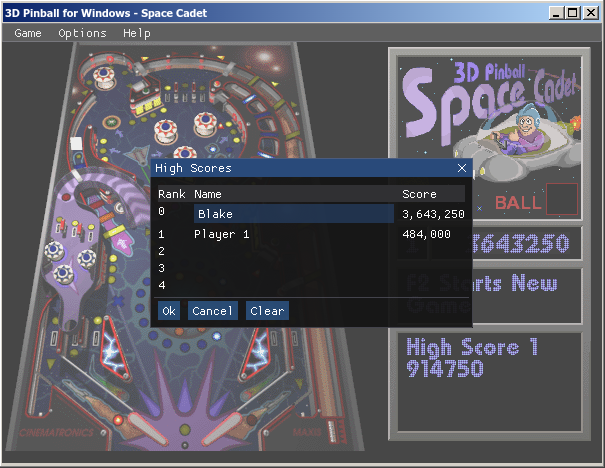 3D Pinball for Windows - Space Cadet
Game Options Help
3D Pinball
Space Cadet
BALL
High Scores
Rank Name Score
0 Blake 3,643,250
1 Player 1 484,000
2
3
4
Ok Cancel Clear
643250
F2 Starts New
Game
High Score 1
914750
CINEMATRONICS
MAXIS